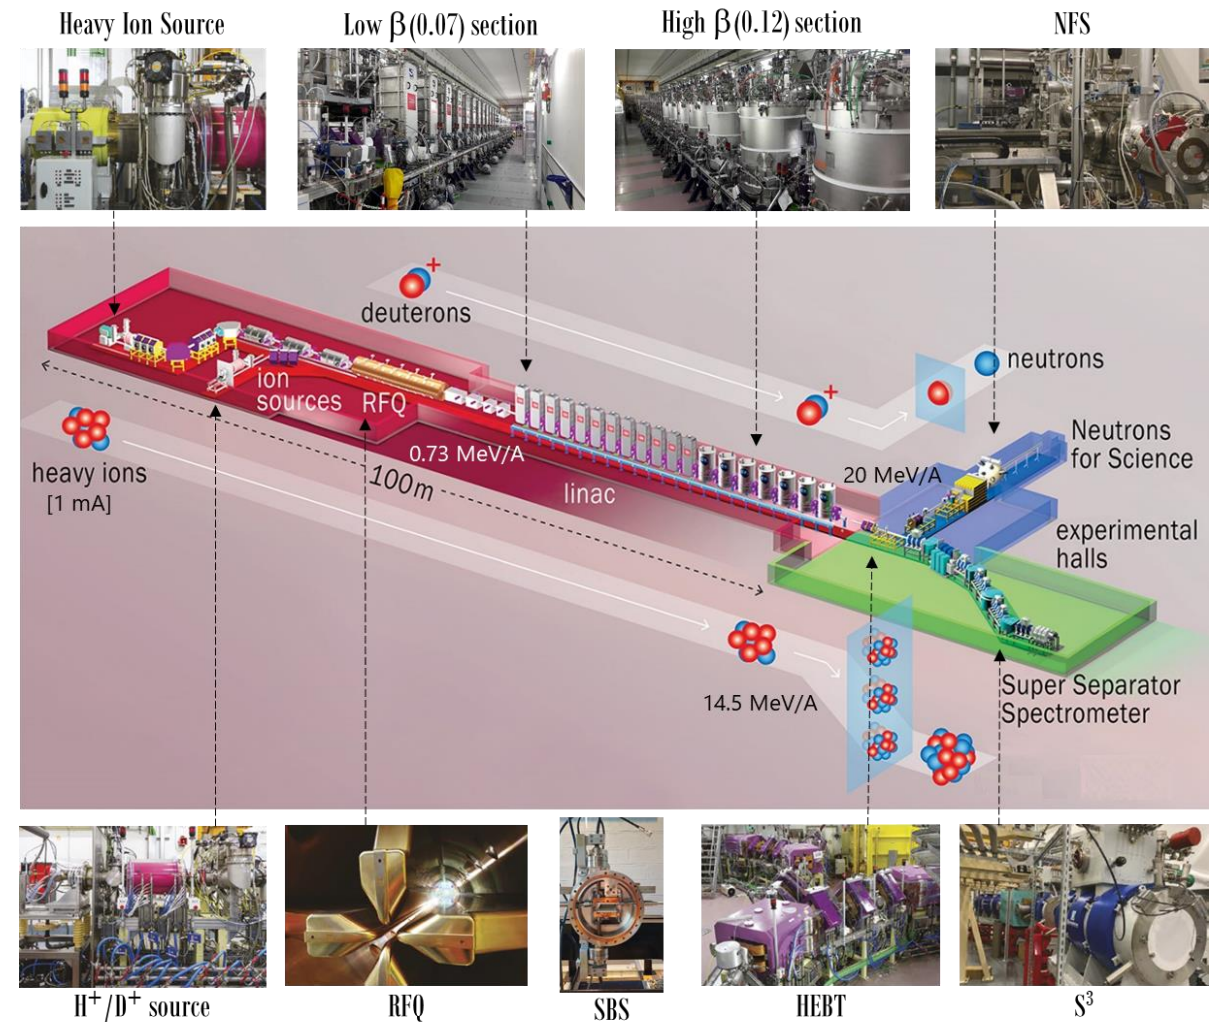 Heavy Ion Source
Low β(0.07) section
High β(0.12) section
NFS
deuterons
+
+
neutrons
ion
sources
RFQ
0.73 MeV/A
heavy ions
[1 mA]
100m
linac
20 MeV/A
Neutrons
for Science
experimental
halls
14.5 MeV/A
Super Separator
Spectrometer
H⁺/D⁺ source
RFQ
SBS
HEBT
S³